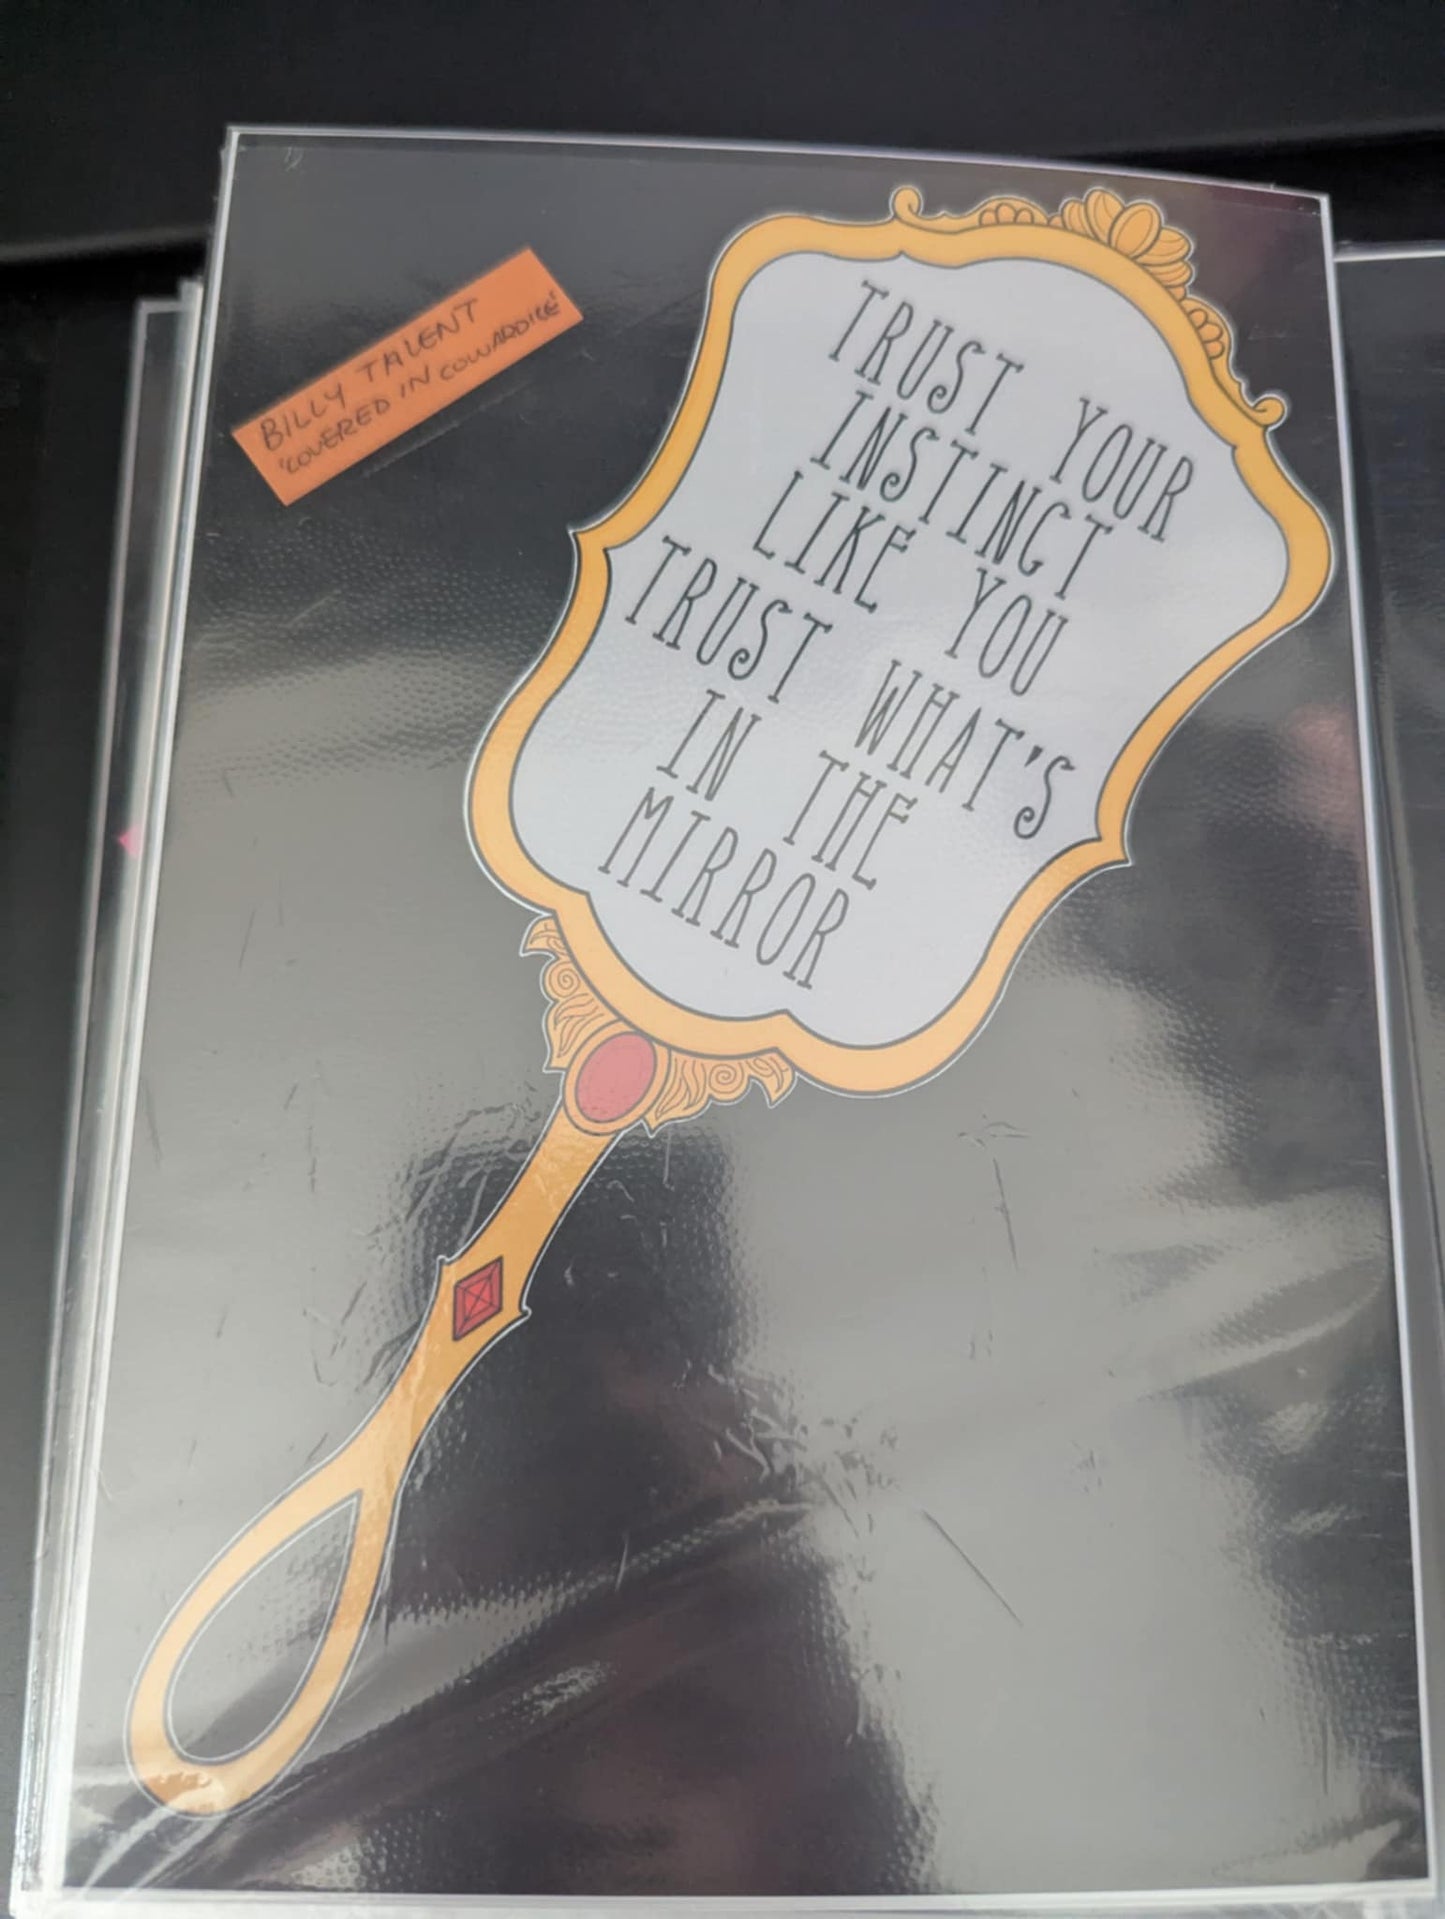 BILLY TALENT
'COVERED IN COWARDICE'
TRUST YOUR
INSTINCT
LIKE YOU
TRUST WHAT'S
IN THE
MIRROR